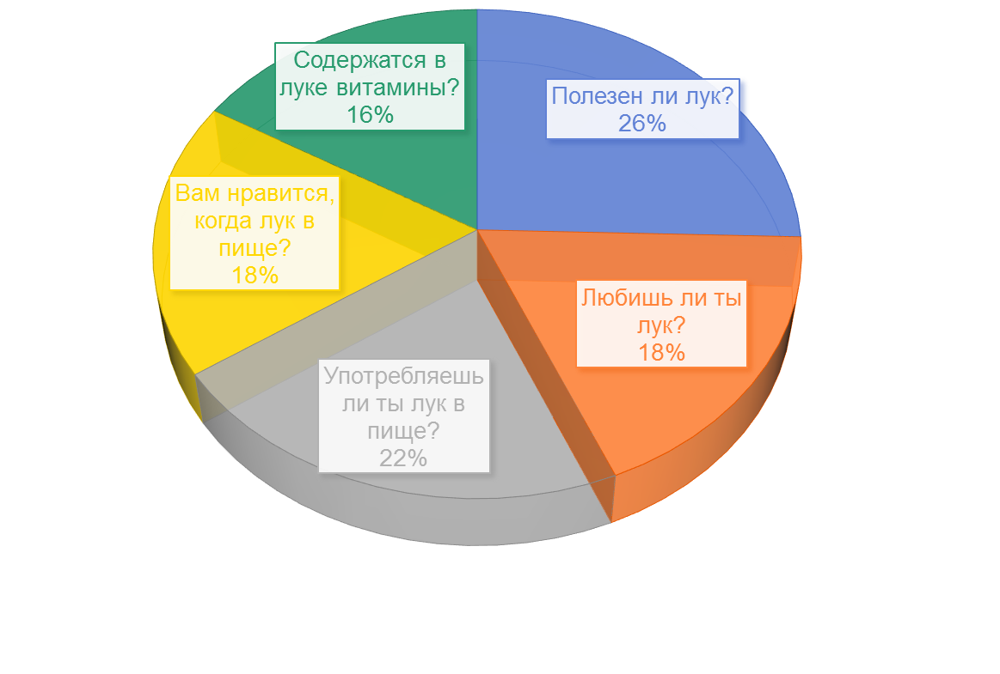 Содержатся в
луке витамины?
16%
Полезен ли лук?
26%
Вам нравится,
когда лук в
пище?
18%
Любишь ли ты
лук?
18%
Употребляешь
ли ты лук в
пище?
22%